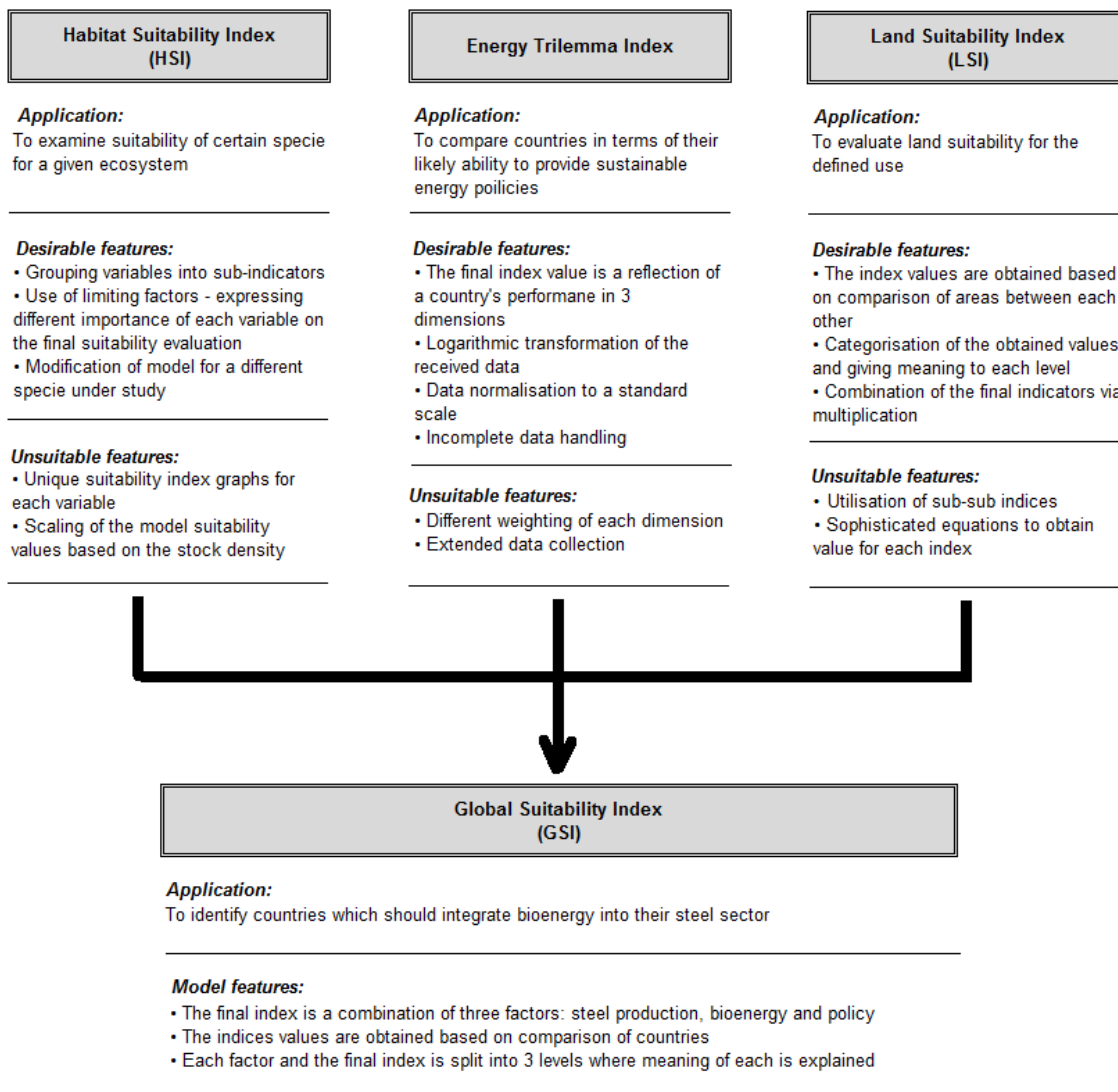 Habitat Suitability Index
(HSI)
Application:
To examine suitability of certain specie
for a given ecosystem
Desirable features:
• Grouping variables into sub-indicators
• Use of limiting factors - expressing
different importance of each variable on
the final suitability evaluation
• Modification of model for a different
specie under study
Unsuitable features:
• Unique suitability index graphs for
each variable
• Scaling of the model suitability
values based on the stock density
Energy Trilemma Index
Application:
To compare countries in terms of their
likely ability to provide sustainable
energy poilicies
Desirable features:
• The final index value is a reflection of
a country's performane in 3
dimensions
• Logarithmic transformation of the
received data
• Data normalisation to a standard
scale
• Incomplete data handling
Unsuitable features:
• Different weighting of each dimension
• Extended data collection
Land Suitability Index
(LSI)
Application:
To evaluate land suitability for the
defined use
Desirable features:
• The index values are obtained based
on comparison of areas between each
other
• Categorisation of the obtained values
and giving meaning to each level
• Combination of the final indicators via
multiplication
Unsuitable features:
• Utilisation of sub-sub indices
• Sophisticated equations to obtain
value for each index
Global Suitability Index
(GSI)
Application:
To identify countries which should integrate bioenergy into their steel sector
Model features:
• The final index is a combination of three factors: steel production, bioenergy and policy
• The indices values are obtained based on comparison of countries
• Each factor and the final index is split into 3 levels where meaning of each is explained